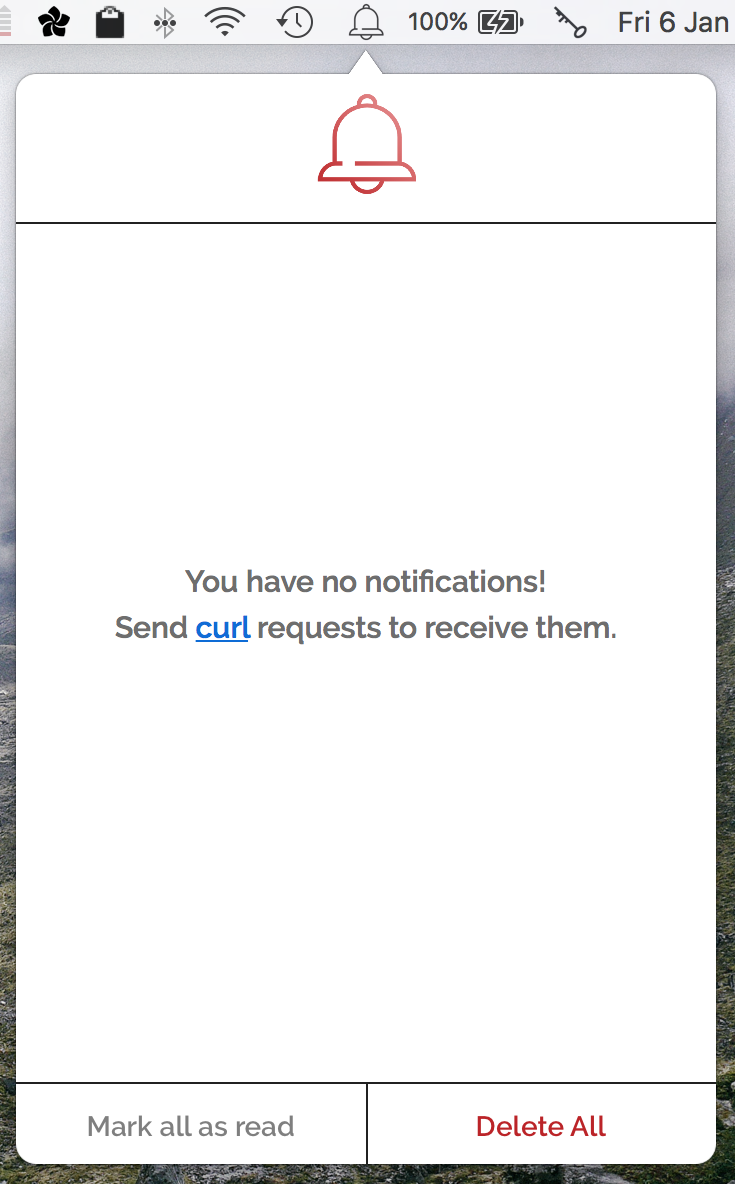 100%
Fri 6 Jan
You have no notifications!
Send curl requests to receive them.
Mark all as read
Delete All